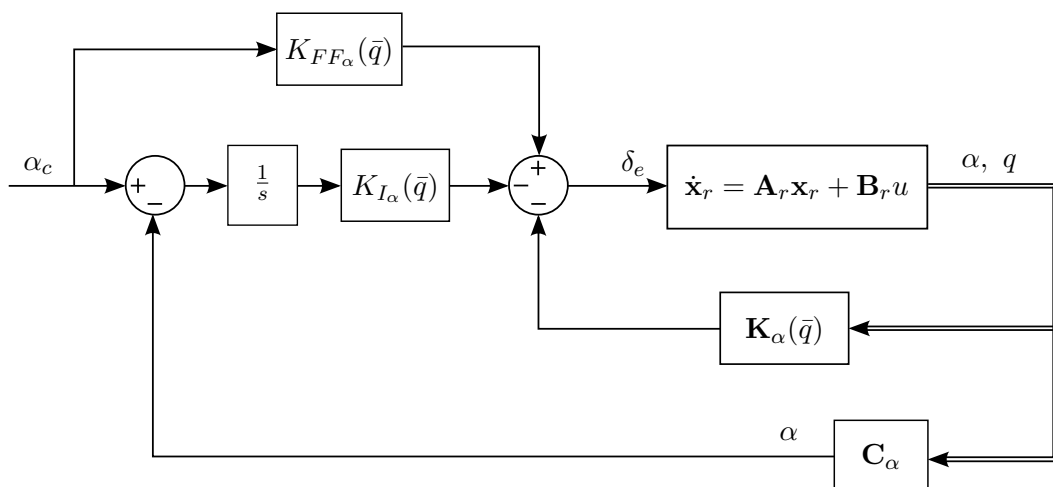 K_{FF_α}(q̄)
α_c
+
−
1/s
K_{I_α}(q̄)
−
+
−
δ_e
ẋ_r = A_r x_r + B_r u
α, q
K_α(q̄)
α
C_α